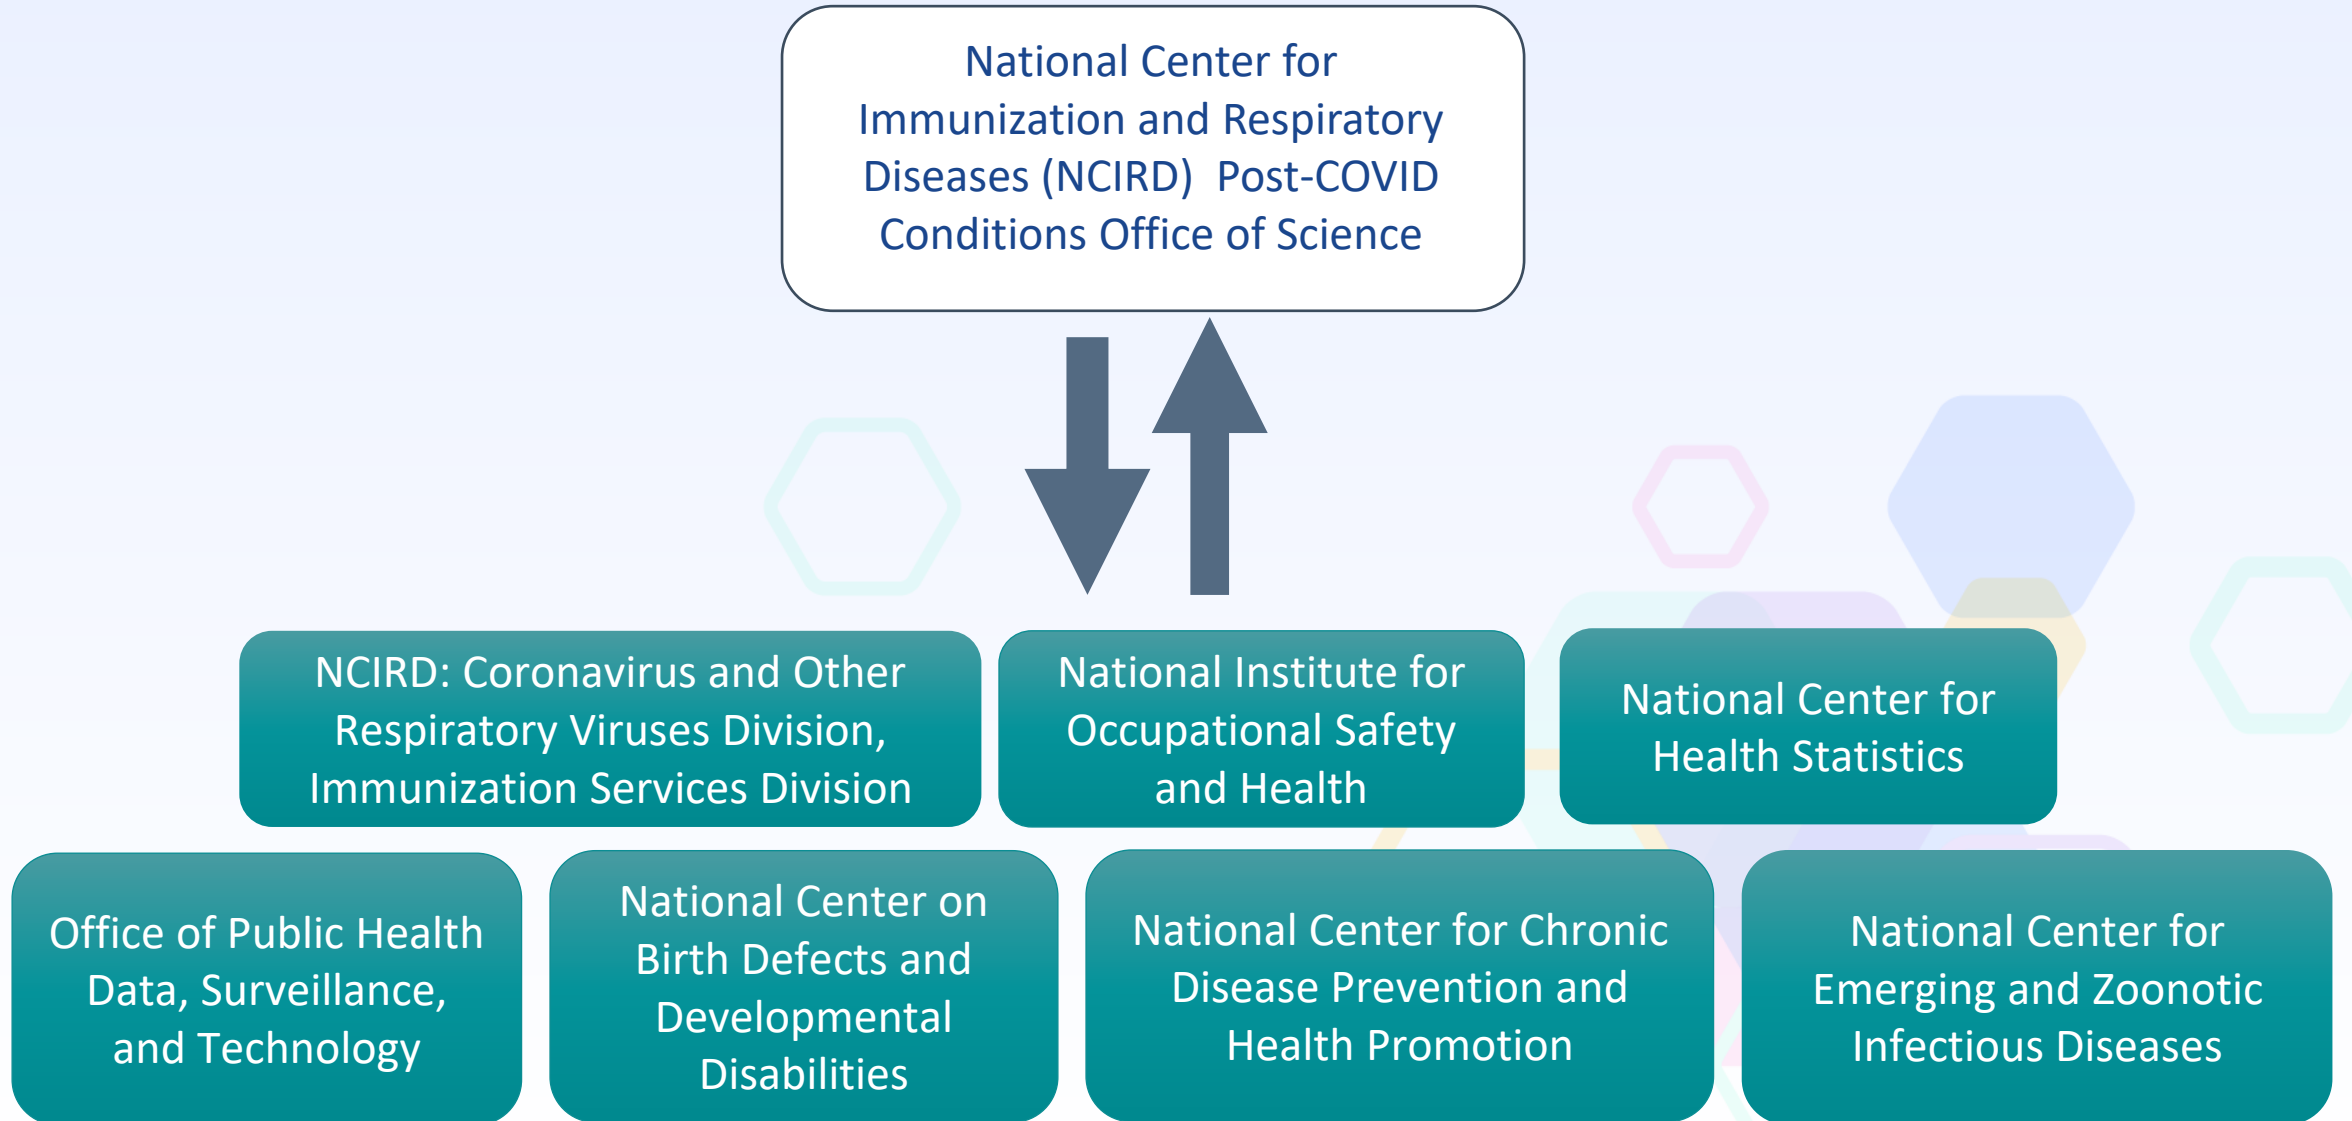 National Center for
Immunization and Respiratory
Diseases (NCIRD) Post-COVID
Conditions Office of Science
NCIRD: Coronavirus and Other
Respiratory Viruses Division,
Immunization Services Division
National Institute for
Occupational Safety
and Health
National Center for
Health Statistics
Office of Public Health
Data, Surveillance,
and Technology
National Center on
Birth Defects and
Developmental
Disabilities
National Center for Chronic
Disease Prevention and
Health Promotion
National Center for
Emerging and Zoonotic
Infectious Diseases